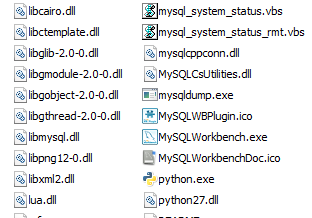 libcairo.dll
libctemplate.dll
libglib-2.0-0.dll
libgmodule-2.0-0.dll
libgobject-2.0-0.dll
libgthread-2.0-0.dll
libmysql.dll
libpng12-0.dll
libxml2.dll
lua.dll
mysql_system_status.vbs
mysql_system_status_rmt.vbs
mysqlcppconn.dll
MySQLCsUtilities.dll
mysqldump.exe
MySQLWBPlugin.ico
MySQLWorkbench.exe
MySQLWorkbenchDoc.ico
python.exe
python27.dll